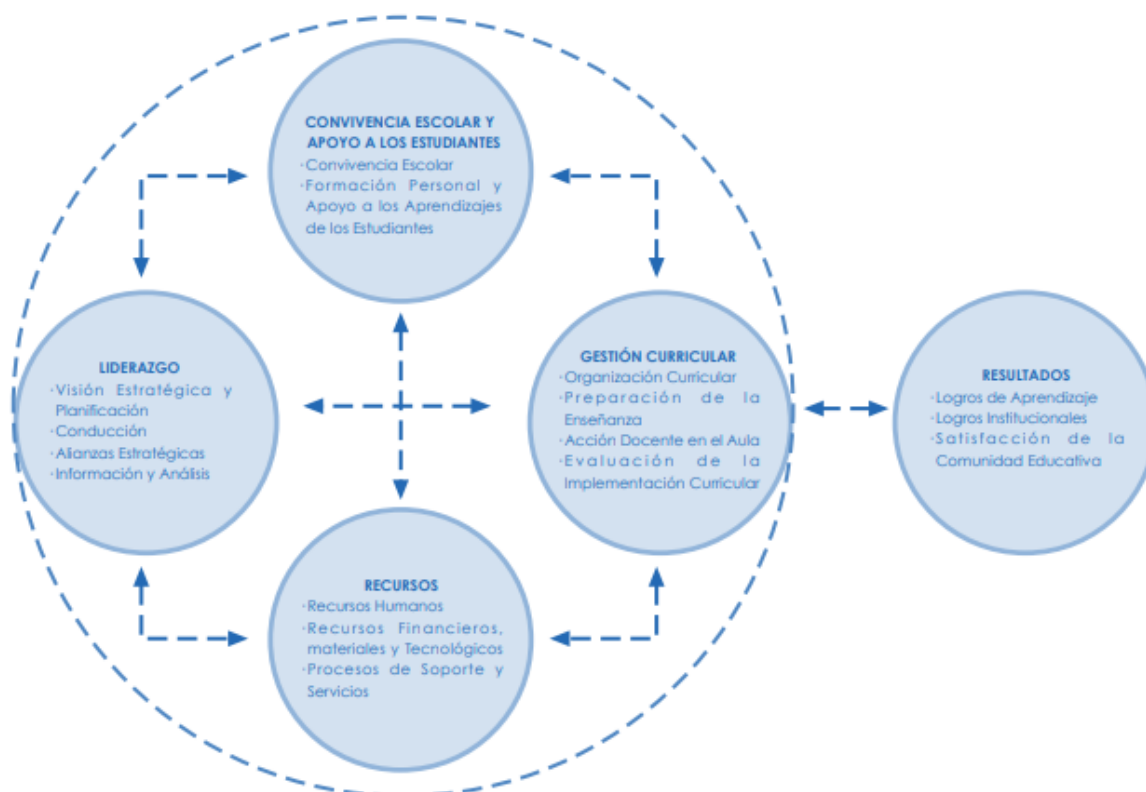 CONVIVENCIA ESCOLAR Y
APOYO A LOS ESTUDIANTES
·Convivencia Escolar
·Formación Personal y
Apoyo a los Aprendizajes
de los Estudiantes
LIDERAZGO
·Visión Estratégica y
Planificación
·Conducción
·Alianzas Estratégicas
·Información y Análisis
GESTIÓN CURRICULAR
·Organización Curricular
·Preparación de la
Enseñanza
·Acción Docente en el Aula
·Evaluación de la
Implementación Curricular
RESULTADOS
·Logros de Aprendizaje
·Logros Institucionales
·Satisfacción de la
Comunidad Educativa
RECURSOS
·Recursos Humanos
·Recursos Financieros,
materiales y Tecnológicos
·Procesos de Soporte y
Servicios